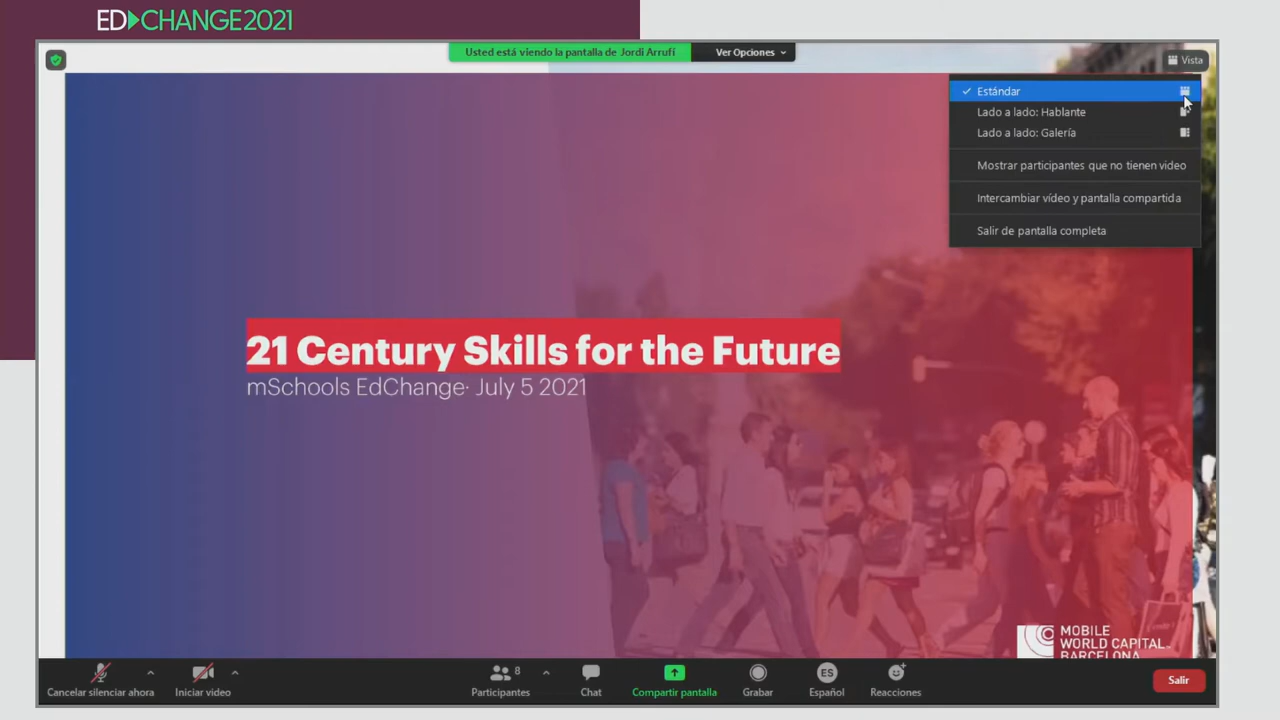 ED CHANGE2021
Usted está viendo la pantalla de Jordi Arrufí
Ver Opciones
Vista
Estándar
Lado a lado: Hablante
Lado a lado: Galería
Mostrar participantes que no tienen video
Intercambiar vídeo y pantalla compartida
Salir de pantalla completa
21 Century Skills for the Future
mSchools EdChange· July 5 2021
MOBILE
WORLD CAPITAL
BARCELONA
Cancelar silenciar ahora
Iniciar video
8
Participantes
Chat
Compartir pantalla
Grabar
ES
Español
Reacciones
Salir